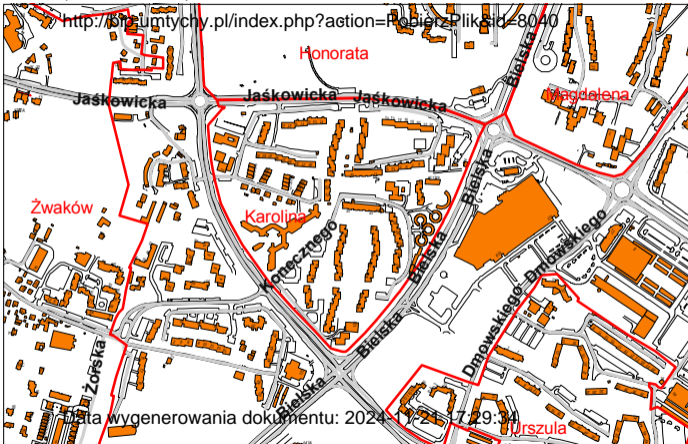 http://bip.umtychy.pl/index.php?action=PobierzPlik&id=8040
Honorata
Bielska
Jaśkowicka
Jaśkowicka
Jaśkowicka
Magdalena
Bielska
Żwaków
Karolina
Konecznego
Bielska
Dmowskiego
Dmowskiego
Bielska
Żorska
Bielska
Data wygenerowania dokumentu: 2024-11-21 17:29:34
Urszula